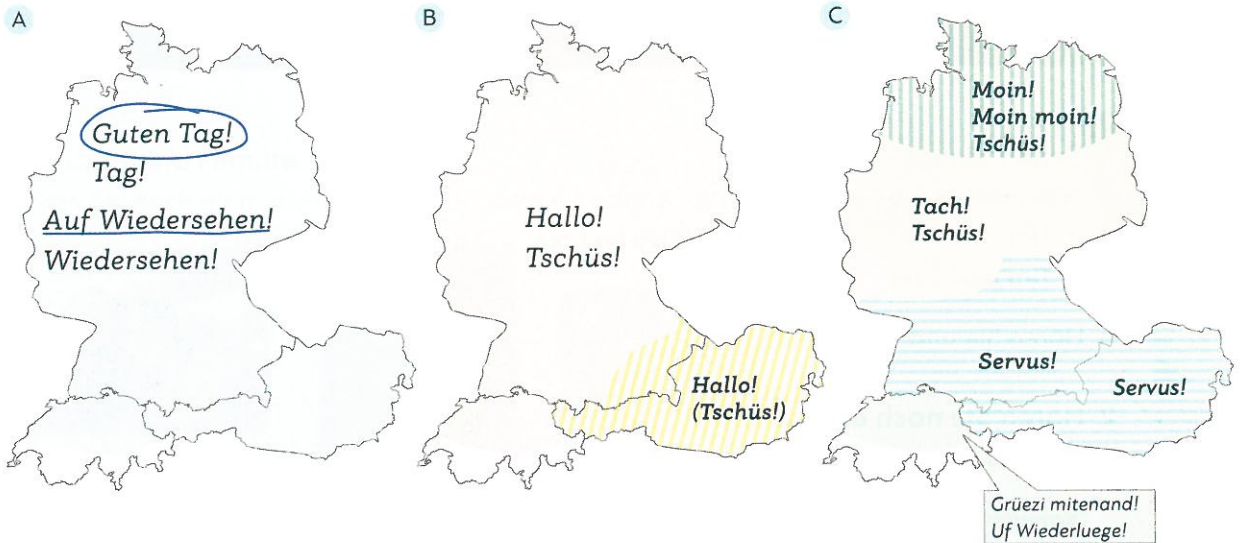 A
Guten Tag!
Tag!
Auf Wiedersehen!
Wiedersehen!
B
Hallo!
Tschüs!
Hallo!
(Tschüs!)
C
Moin!
Moin moin!
Tschüs!
Tach!
Tschüs!
Servus!
Servus!
Grüezi mitenand!
Uf Wiederluege!